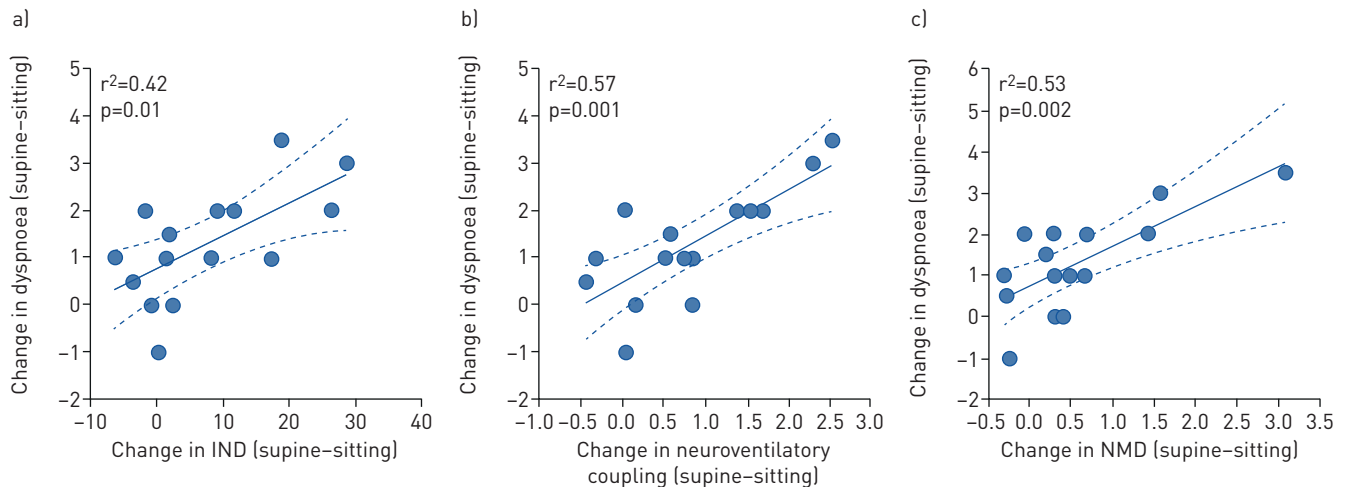 a)
Change in dyspnoea (supine–sitting)
5
4
3
2
1
0
–1
–2
r²=0.42
p=0.01
–10 0 10 20 30 40
Change in IND (supine–sitting)
b)
Change in dyspnoea (supine–sitting)
5
4
3
2
1
0
–1
–2
r²=0.57
p=0.001
–1.0 –0.5 0.0 0.5 1.0 1.5 2.0 2.5 3.0
Change in neuroventilatory
coupling (supine–sitting)
c)
Change in dyspnoea (supine–sitting)
6
5
4
3
2
1
0
–1
–2
r²=0.53
p=0.002
–0.5 0.0 0.5 1.0 1.5 2.0 2.5 3.0 3.5
Change in NMD (supine–sitting)